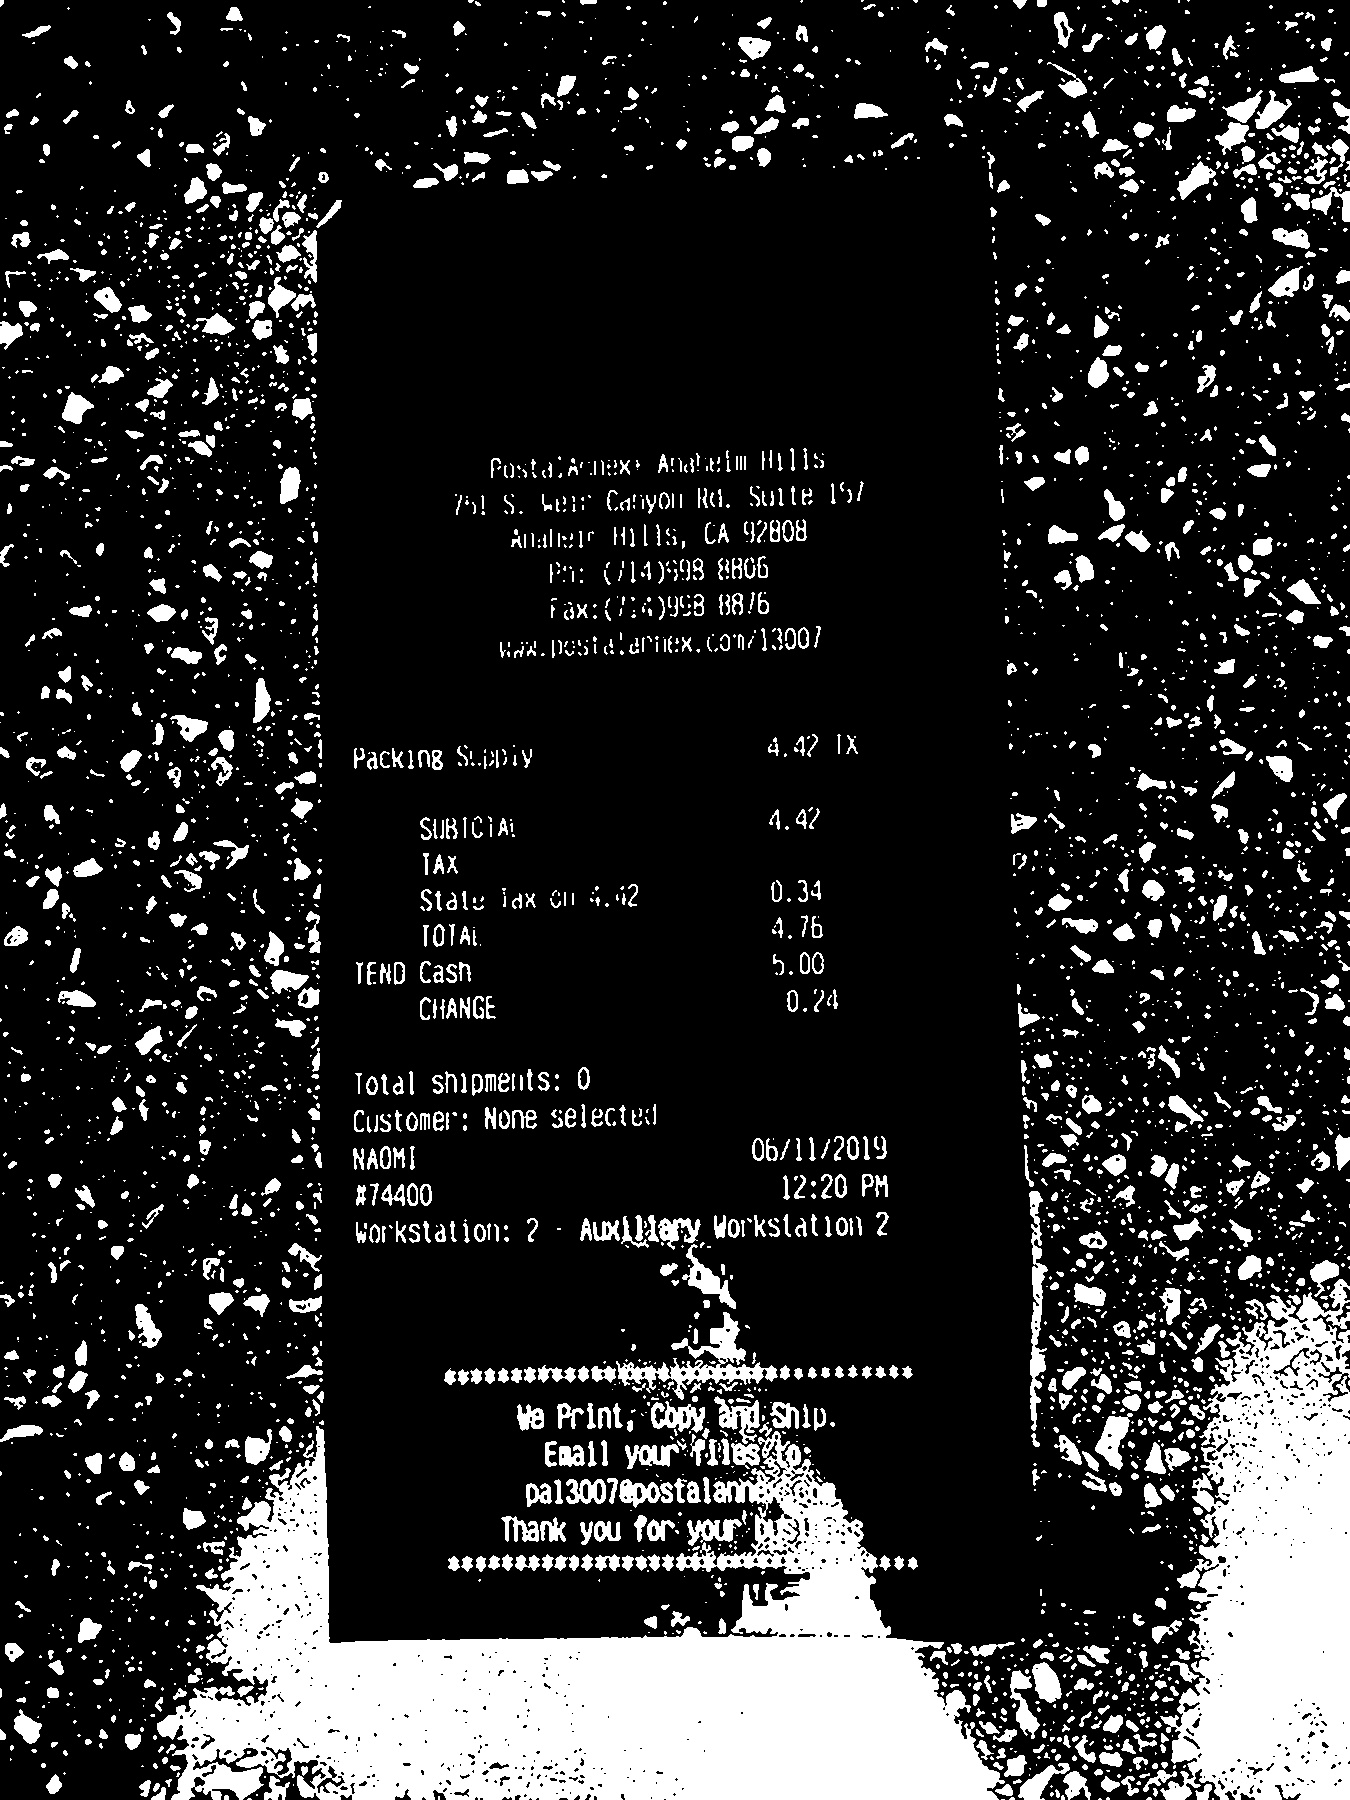 PostalAnnex+ Anaheim Hills
751 S. Weir Canyon Rd. Suite 157
Anaheim Hills, CA 92808
Ph: (714)998 8806
Fax:(714)998 8876
www.postalannex.com/13007
Packing Supply 4.42 TX
SUBTOTAL 4.42
TAX
State Tax on 4.42 0.34
TOTAL 4.76
TEND Cash 5.00
CHANGE 0.24
Total shipments: 0
Customer: None selected
NAOMI 06/11/2019
#74400 12:20 PM
Workstation: 2 - Auxiliary Workstation 2
***********************************
We Print, Copy and Ship.
Email your files to:
pa13007@postalannex.com
Thank you for your business
***********************************